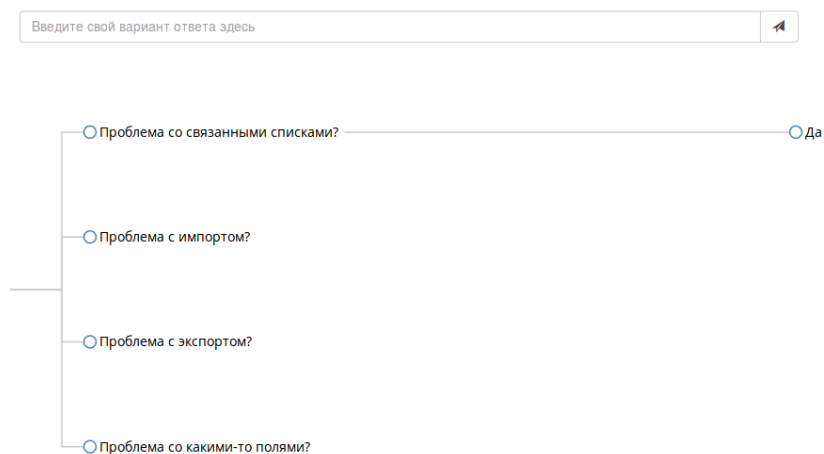 Введите свой вариант ответа здесь
Проблема со связанными списками?
Да
Проблема с импортом?
Проблема с экспортом?
Проблема со какими-то полями?